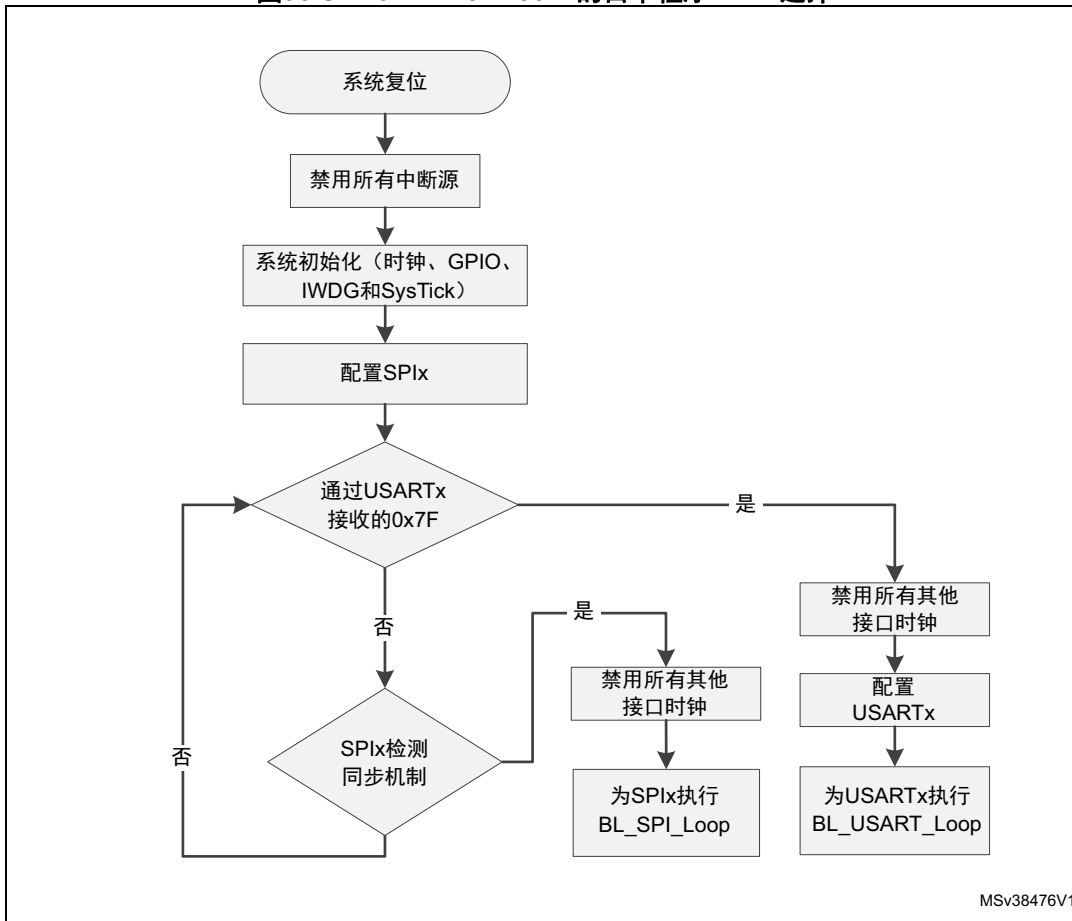 系统复位
禁用所有中断源
系统初始化（时钟、GPIO、
IWDG和SysTick）
配置SPIx
通过USARTx
接收的0x7F
是
否
禁用所有其他
接口时钟
配置
USARTx
为USARTx执行
BL_USART_Loop
是
禁用所有其他
接口时钟
SPIx检测
同步机制
否
为SPIx执行
BL_SPI_Loop
MSv38476V1